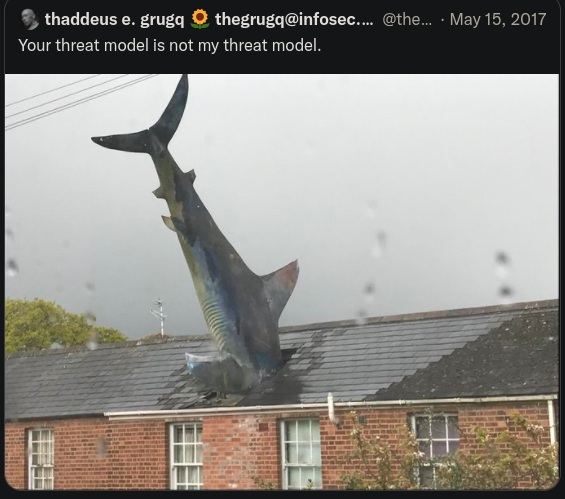 thaddeus e. grugq 🌻 thegrugq@infosec.... @the... · May 15, 2017
Your threat model is not my threat model.